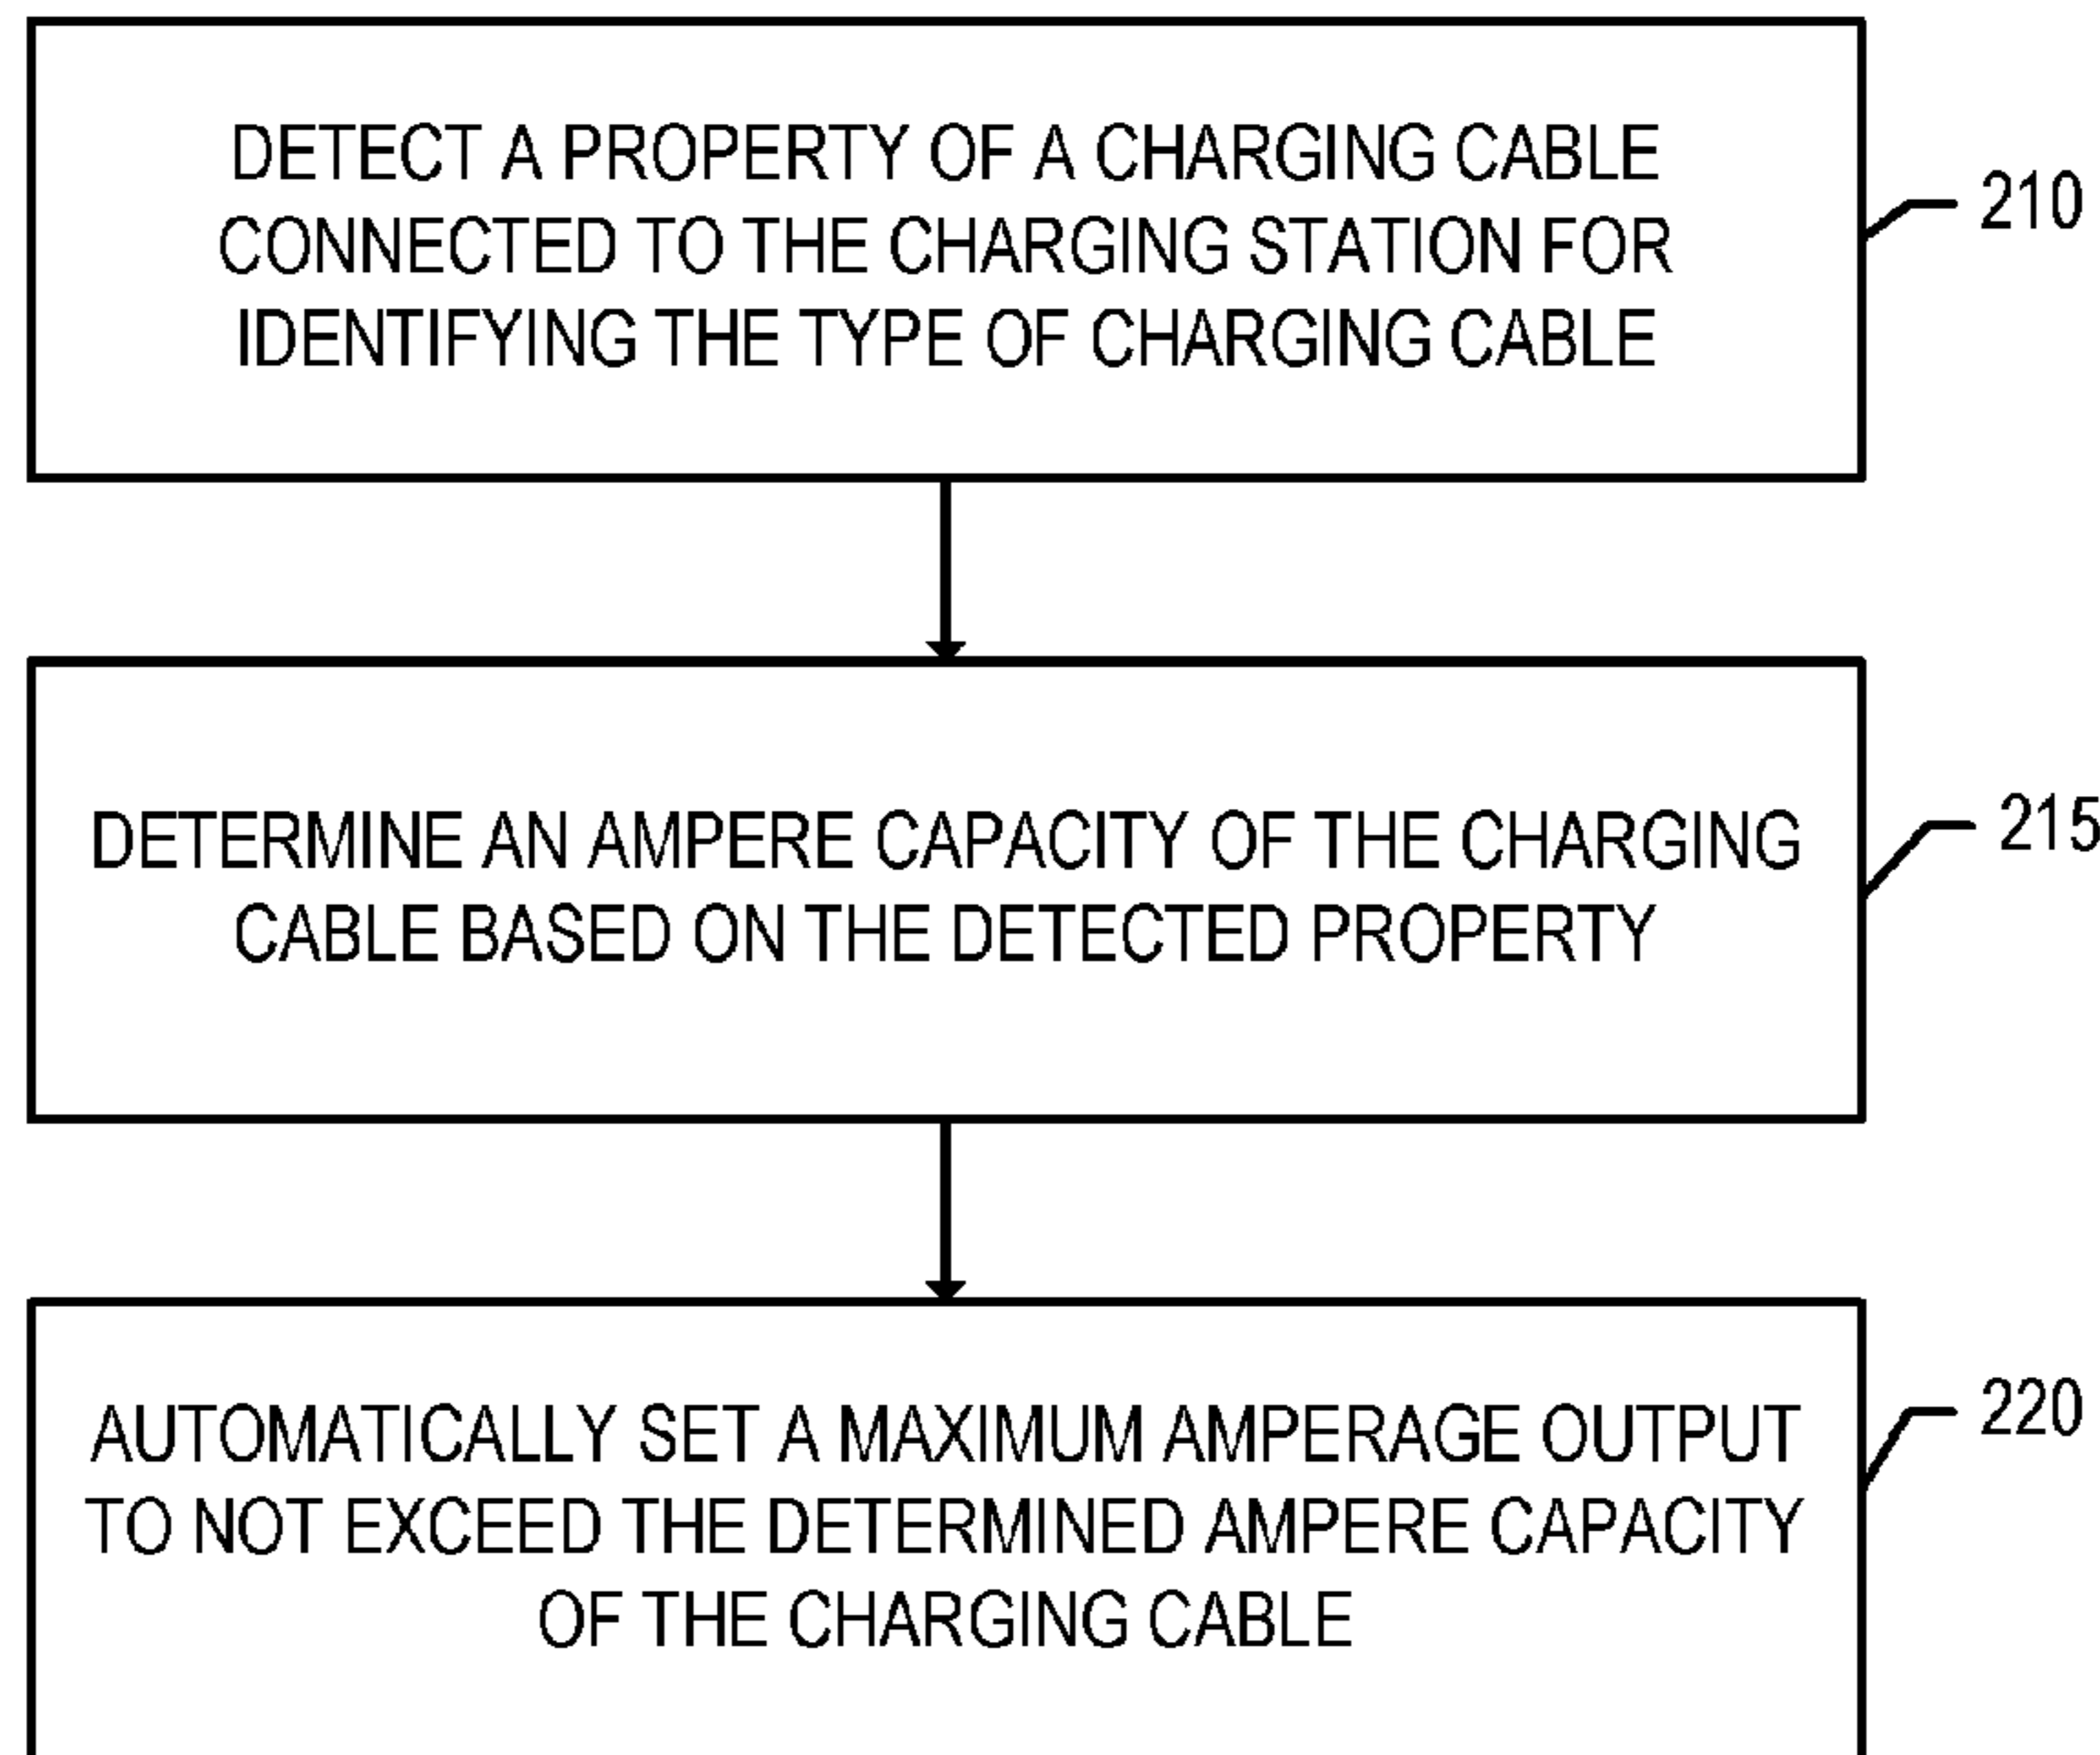 DETECT A PROPERTY OF A CHARGING CABLE
CONNECTED TO THE CHARGING STATION FOR
IDENTIFYING THE TYPE OF CHARGING CABLE
210
DETERMINE AN AMPERE CAPACITY OF THE CHARGING
CABLE BASED ON THE DETECTED PROPERTY
215
AUTOMATICALLY SET A MAXIMUM AMPERAGE OUTPUT
TO NOT EXCEED THE DETERMINED AMPERE CAPACITY
OF THE CHARGING CABLE
220